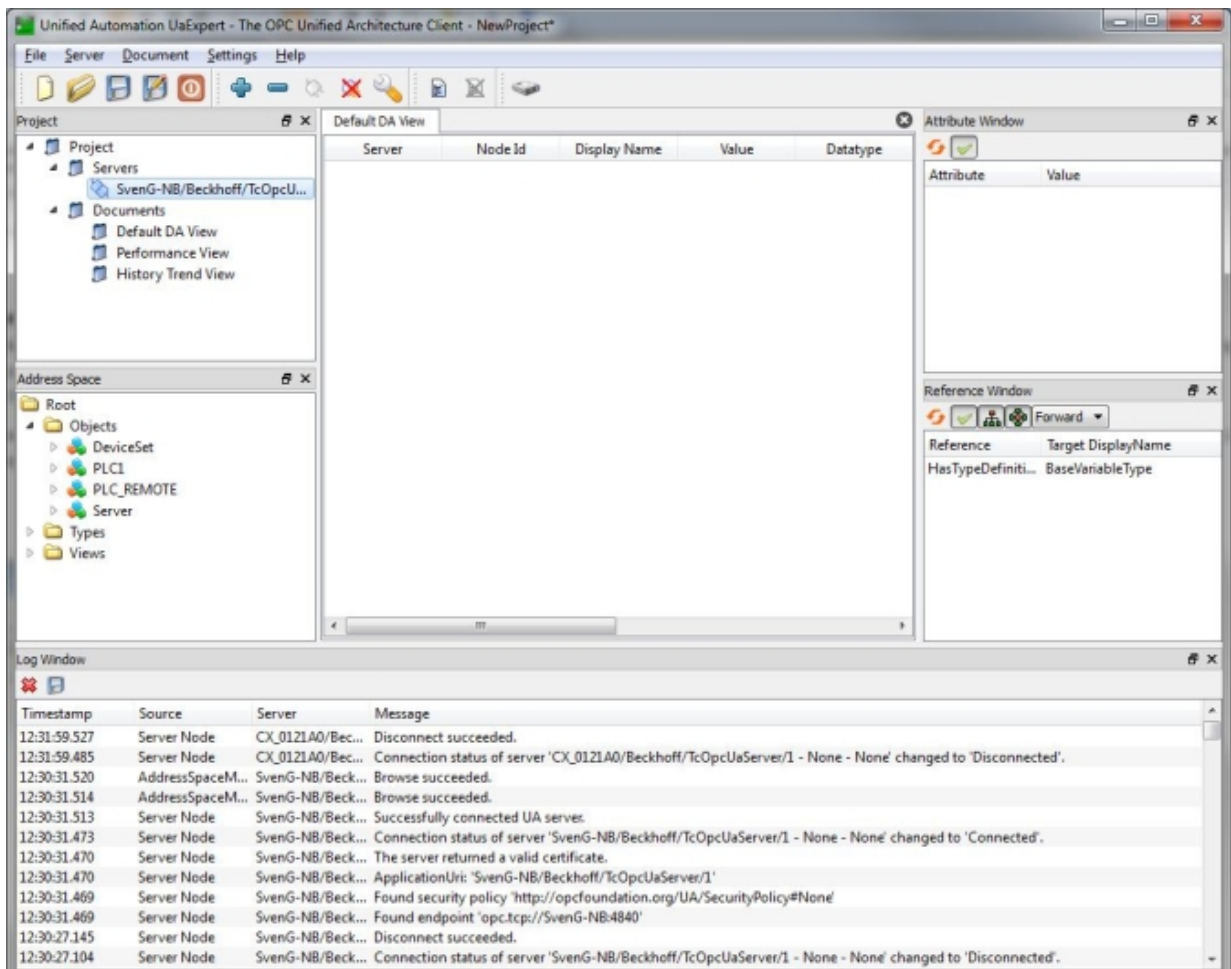 Unified Automation UaExpert - The OPC Unified Architecture Client - NewProject*
File Server Document Settings Help
Project
Project
Servers
SvenG-NB/Beckhoff/TcOpcU...
Documents
Default DA View
Performance View
History Trend View
Default DA View
Server Node Id Display Name Value Datatype
Attribute Window
Attribute Value
Address Space
Root
Objects
DeviceSet
PLC1
PLC_REMOTE
Server
Types
Views
Reference Window
Forward
Reference Target DisplayName
HasTypeDefiniti... BaseVariableType
Log Window
Timestamp Source Server Message
12:31:59.527 Server Node CX_0121A0/Bec... Disconnect succeeded.
12:31:59.485 Server Node CX_0121A0/Bec... Connection status of server 'CX_0121A0/Beckhoff/TcOpcUaServer/1 - None - None' changed to 'Disconnected'.
12:30:31.520 AddressSpaceM... SvenG-NB/Beck... Browse succeeded.
12:30:31.514 AddressSpaceM... SvenG-NB/Beck... Browse succeeded.
12:30:31.513 Server Node SvenG-NB/Beck... Successfully connected UA server.
12:30:31.473 Server Node SvenG-NB/Beck... Connection status of server 'SvenG-NB/Beckhoff/TcOpcUaServer/1 - None - None' changed to 'Connected'.
12:30:31.470 Server Node SvenG-NB/Beck... The server returned a valid certificate.
12:30:31.470 Server Node SvenG-NB/Beck... ApplicationUri: 'SvenG-NB/Beckhoff/TcOpcUaServer/1'
12:30:31.469 Server Node SvenG-NB/Beck... Found security policy 'http://opcfoundation.org/UA/SecurityPolicy#None'
12:30:31.469 Server Node SvenG-NB/Beck... Found endpoint 'opc.tcp://SvenG-NB:4840'
12:30:27.145 Server Node SvenG-NB/Beck... Disconnect succeeded.
12:30:27.104 Server Node SvenG-NB/Beck... Connection status of server 'SvenG-NB/Beckhoff/TcOpcUaServer/1 - None - None' changed to 'Disconnected'.